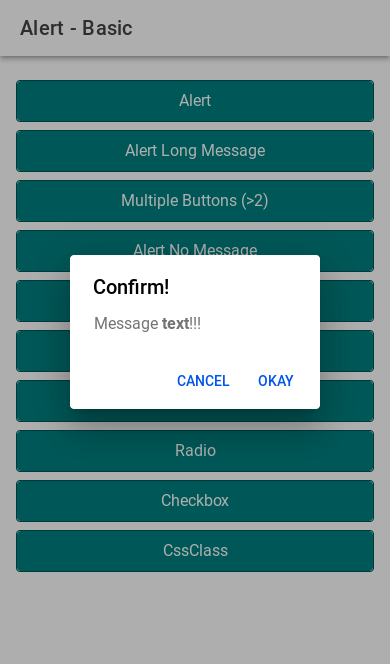 Alert - Basic
Alert
Alert Long Message
Multiple Buttons (>2)
Alert No Message
Confirm!
Message text!!!
CANCEL OKAY
Radio
Checkbox
CssClass